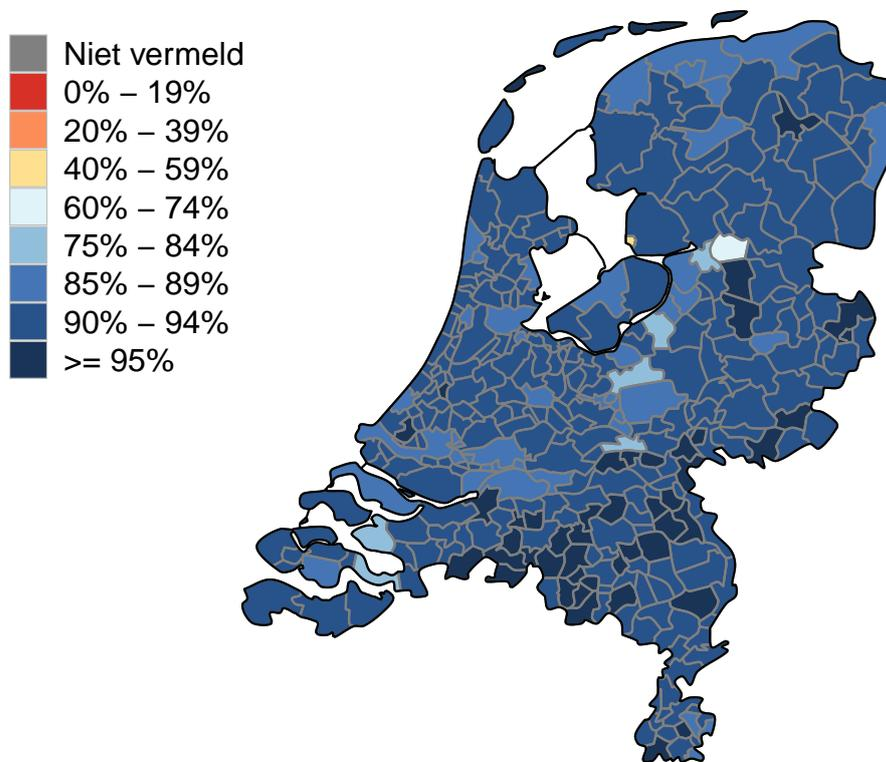 Niet vermeld
0% – 19%
20% – 39%
40% – 59%
60% – 74%
75% – 84%
85% – 89%
90% – 94%
>= 95%